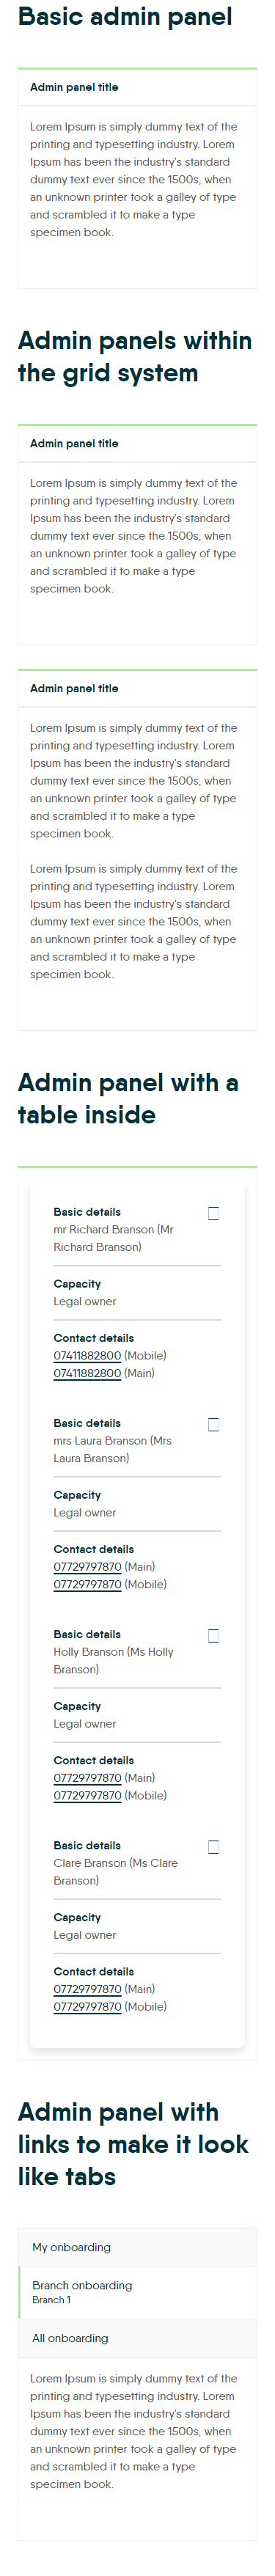 Basic admin panel
Admin panel title
Lorem Ipsum is simply dummy text of the
printing and typesetting industry. Lorem
Ipsum has been the industry's standard
dummy text ever since the 1500s, when
an unknown printer took a galley of type
and scrambled it to make a type
specimen book.
Admin panels within
the grid system
Admin panel title
Lorem Ipsum is simply dummy text of the
printing and typesetting industry. Lorem
Ipsum has been the industry's standard
dummy text ever since the 1500s, when
an unknown printer took a galley of type
and scrambled it to make a type
specimen book.
Admin panel title
Lorem Ipsum is simply dummy text of the
printing and typesetting industry. Lorem
Ipsum has been the industry's standard
dummy text ever since the 1500s, when
an unknown printer took a galley of type
and scrambled it to make a type
specimen book.
Lorem Ipsum is simply dummy text of the
printing and typesetting industry. Lorem
Ipsum has been the industry's standard
dummy text ever since the 1500s, when
an unknown printer took a galley of type
and scrambled it to make a type
specimen book.
Admin panel with a
table inside
Basic details
mr Richard Branson (Mr
Richard Branson)
Capacity
Legal owner
Contact details
07411882800 (Mobile)
07411882800 (Main)
Basic details
mrs Laura Branson (Mrs
Laura Branson)
Capacity
Legal owner
Contact details
07729797870 (Main)
07729797870 (Mobile)
Basic details
Holly Branson (Ms Holly
Branson)
Capacity
Legal owner
Contact details
07729797870 (Main)
07729797870 (Mobile)
Basic details
Clare Branson (Ms Clare
Branson)
Capacity
Legal owner
Contact details
07729797870 (Main)
07729797870 (Mobile)
Admin panel with
links to make it look
like tabs
My onboarding
Branch onboarding
Branch 1
All onboarding
Lorem Ipsum is simply dummy text of the
printing and typesetting industry. Lorem
Ipsum has been the industry's standard
dummy text ever since the 1500s, when
an unknown printer took a galley of type
and scrambled it to make a type
specimen book.